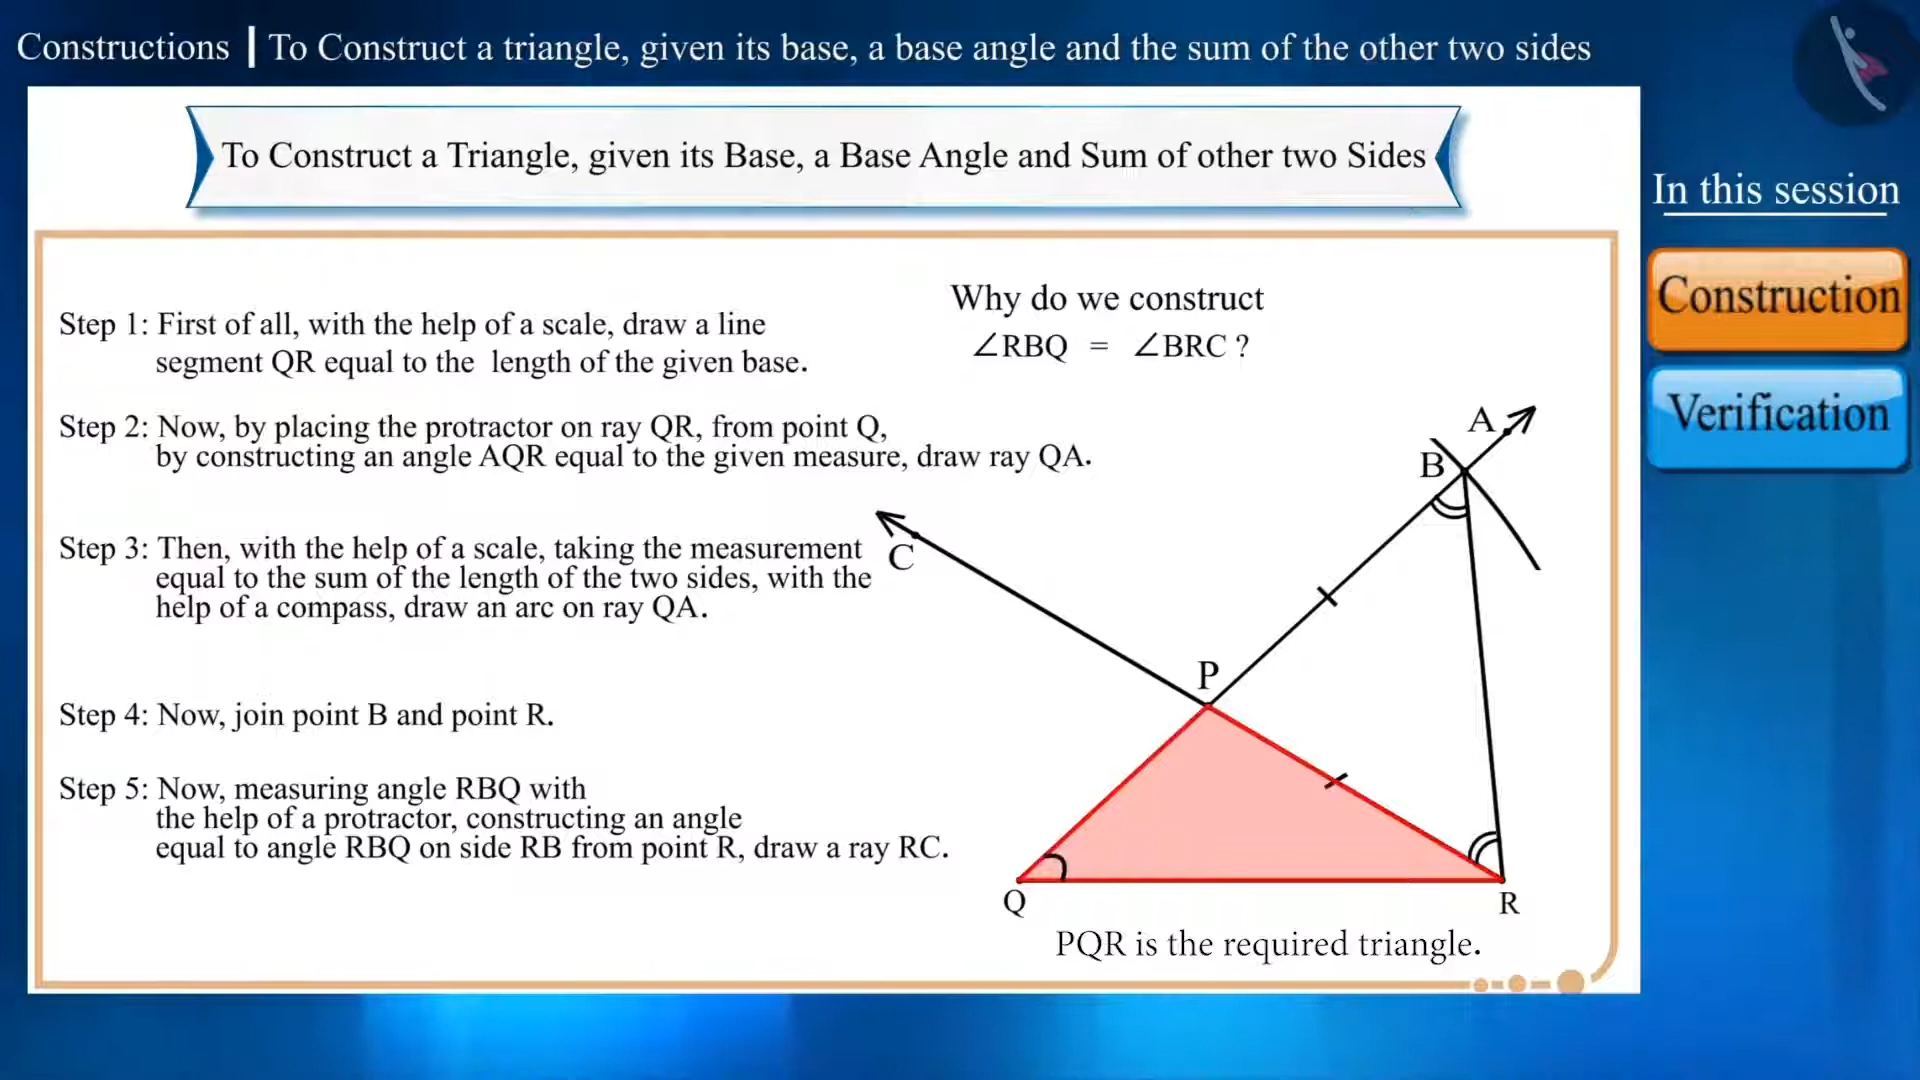 Constructions | To Construct a triangle, given its base, a base angle and the sum of the other two sides
To Construct a Triangle, given its Base, a Base Angle and Sum of other two Sides
In this session
Construction
Verification
Step 1: First of all, with the help of a scale, draw a line
segment QR equal to the length of the given base.
Step 2: Now, by placing the protractor on ray QR, from point Q,
by constructing an angle AQR equal to the given measure, draw ray QA.
Step 3: Then, with the help of a scale, taking the measurement
equal to the sum of the length of the two sides, with the
help of a compass, draw an arc on ray QA.
Step 4: Now, join point B and point R.
Step 5: Now, measuring angle RBQ with
the help of a protractor, constructing an angle
equal to angle RBQ on side RB from point R, draw a ray RC.
Why do we construct
∠RBQ = ∠BRC ?
A
B
C
P
Q
R
PQR is the required triangle.